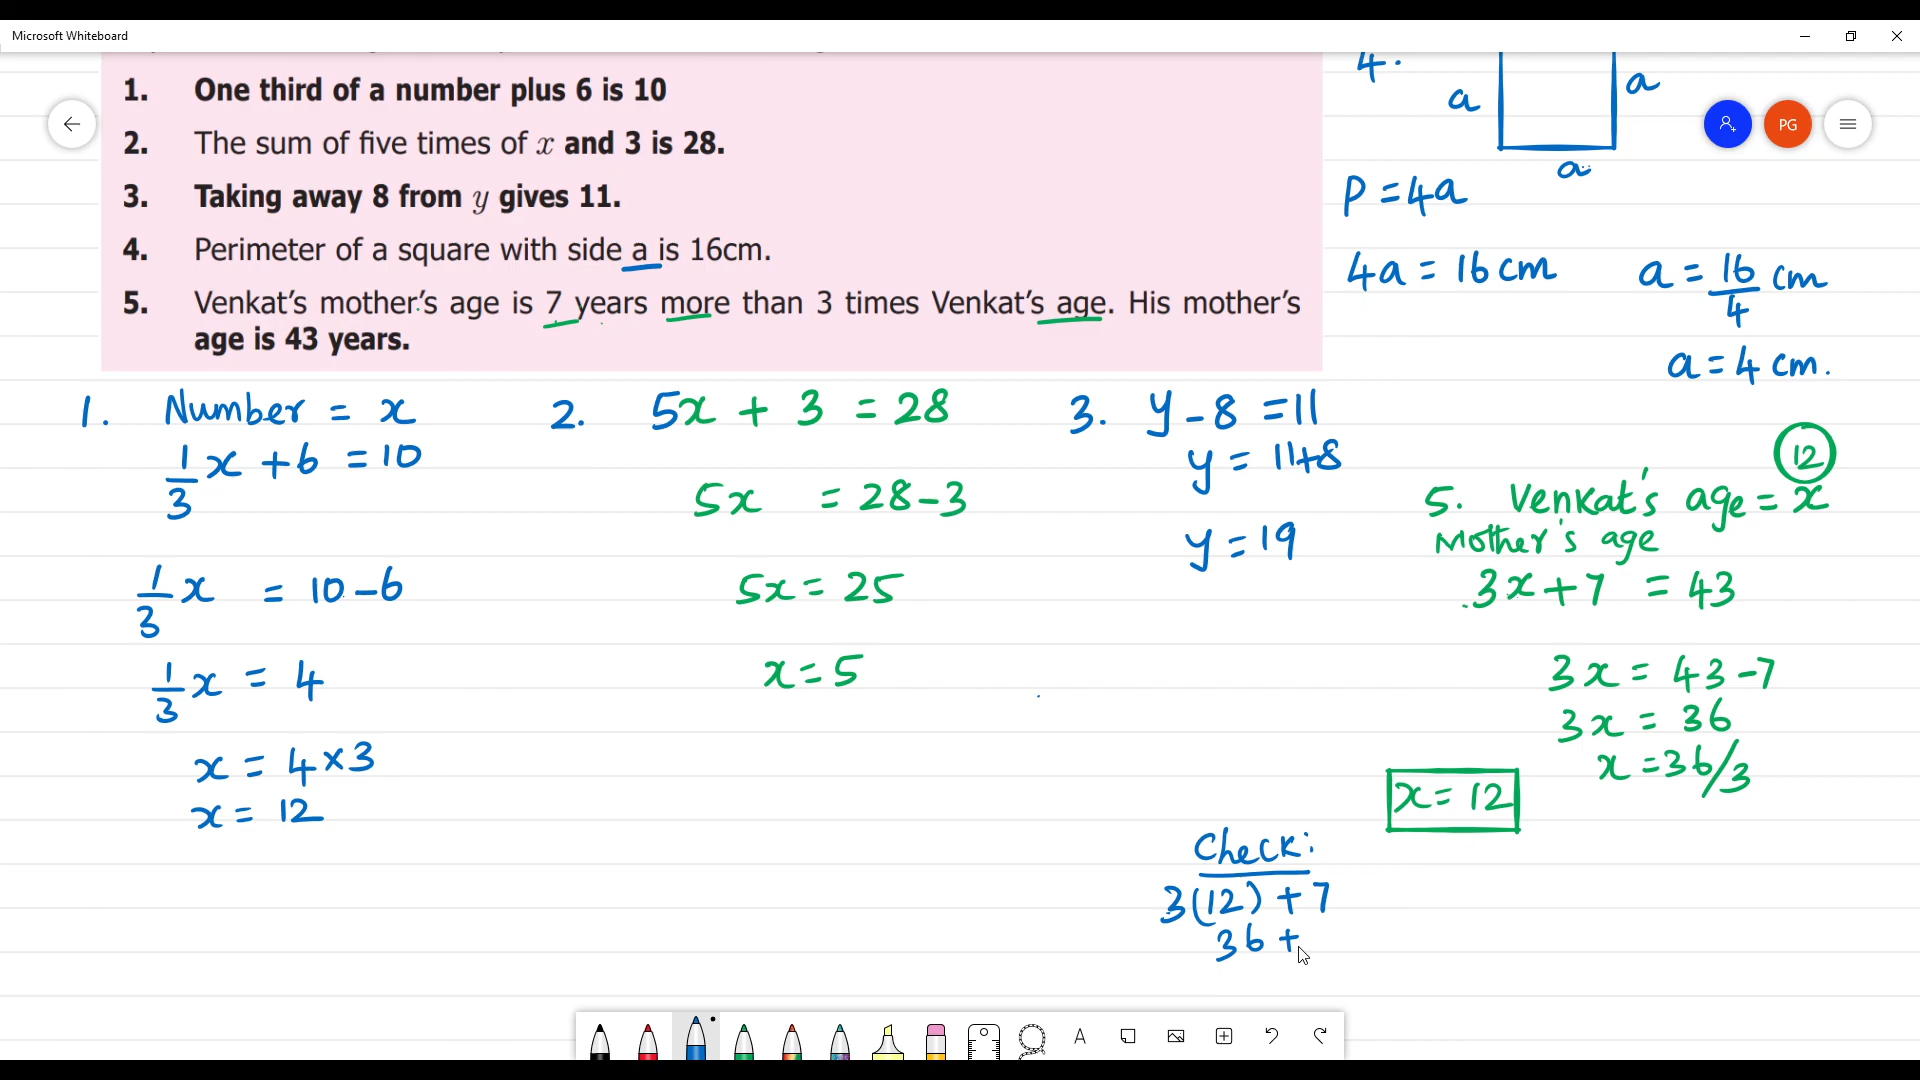 Microsoft Whiteboard
1. One third of a number plus 6 is 10
2. The sum of five times of x and 3 is 28.
3. Taking away 8 from y gives 11.
4. Perimeter of a square with side a is 16cm.
5. Venkat's mother's age is 7 years more than 3 times Venkat's age. His mother's
age is 43 years.
4.
a
a
a
PG
P = 4a
4a = 16 cm
a = 16/4 cm
a = 4 cm.
1. Number = x
1/3 x + 6 = 10
1/3 x = 10 - 6
1/3 x = 4
x = 4 × 3
x = 12
2. 5x + 3 = 28
5x = 28 - 3
5x = 25
x = 5
3. y - 8 = 11
y = 11+8
y = 19
12
5. Venkat's age = x
Mother's age
3x + 7 = 43
3x = 43 - 7
3x = 36
x = 36/3
x = 12
Check:
3(12) + 7
36 +
A